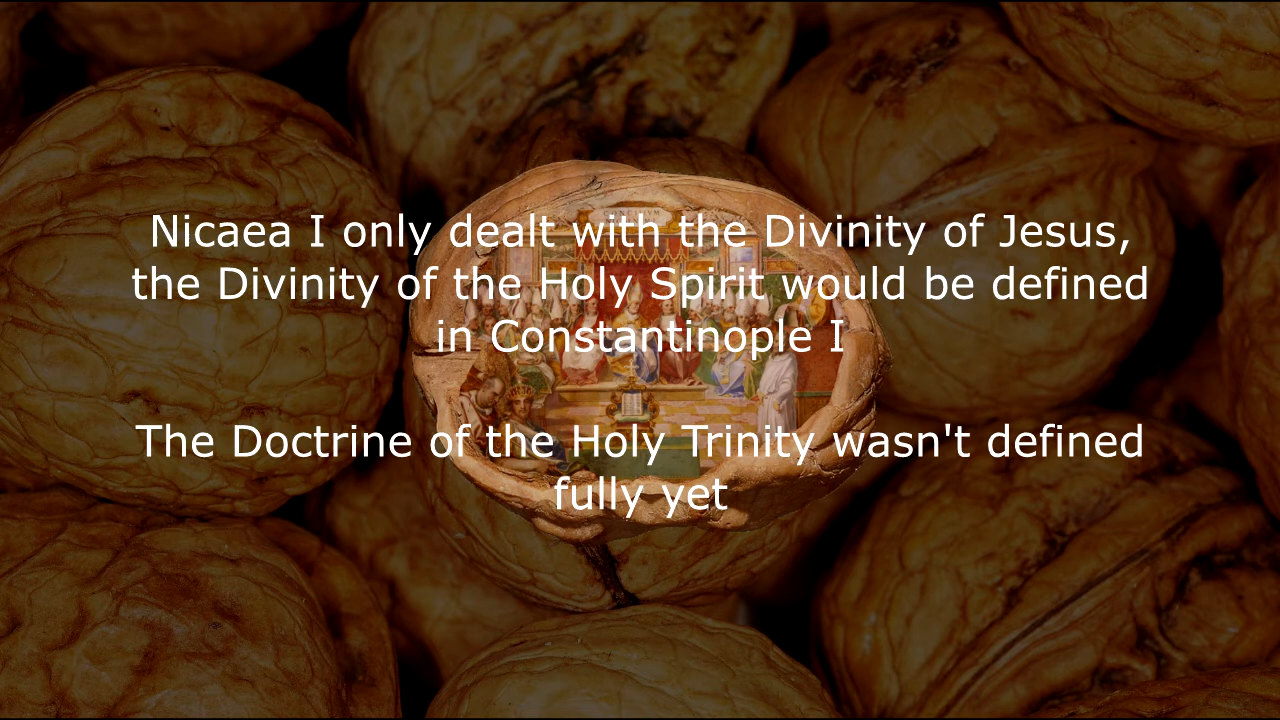 Nicaea I only dealt with the Divinity of Jesus,
the Divinity of the Holy Spirit would be defined
in Constantinople I
The Doctrine of the Holy Trinity wasn't defined
fully yet